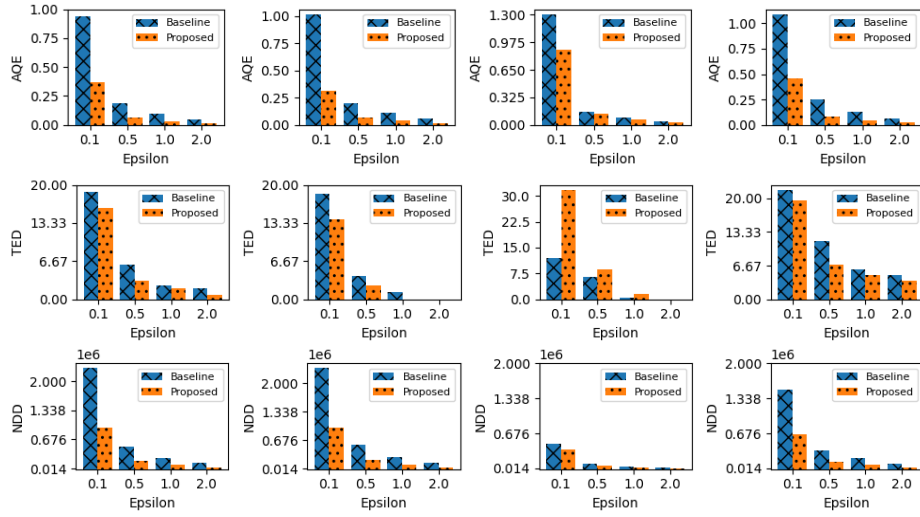 1.00
0.75
0.50
0.25
0.00
AQE
Baseline
Proposed
0.1 0.5 1.0 2.0
Epsilon
1.00
0.75
0.50
0.25
0.00
AQE
Baseline
Proposed
0.1 0.5 1.0 2.0
Epsilon
1.300
0.975
0.650
0.325
0.000
AQE
Baseline
Proposed
0.1 0.5 1.0 2.0
Epsilon
1.00
0.75
0.50
0.25
0.00
AQE
Baseline
Proposed
0.1 0.5 1.0 2.0
Epsilon
20.00
13.33
6.67
0.00
TED
Baseline
Proposed
0.1 0.5 1.0 2.0
Epsilon
20.00
13.33
6.67
0.00
TED
Baseline
Proposed
0.1 0.5 1.0 2.0
Epsilon
30.0
22.5
15.0
7.5
0.0
TED
Baseline
Proposed
0.1 0.5 1.0 2.0
Epsilon
20.00
13.33
6.67
0.00
TED
Baseline
Proposed
0.1 0.5 1.0 2.0
Epsilon
1e6
2.000
1.338
0.676
0.014
NDD
Baseline
Proposed
0.1 0.5 1.0 2.0
Epsilon
1e6
2.000
1.338
0.676
0.014
NDD
Baseline
Proposed
0.1 0.5 1.0 2.0
Epsilon
1e6
2.000
1.338
0.676
0.014
NDD
Baseline
Proposed
0.1 0.5 1.0 2.0
Epsilon
1e6
2.000
1.338
0.676
0.014
NDD
Baseline
Proposed
0.1 0.5 1.0 2.0
Epsilon